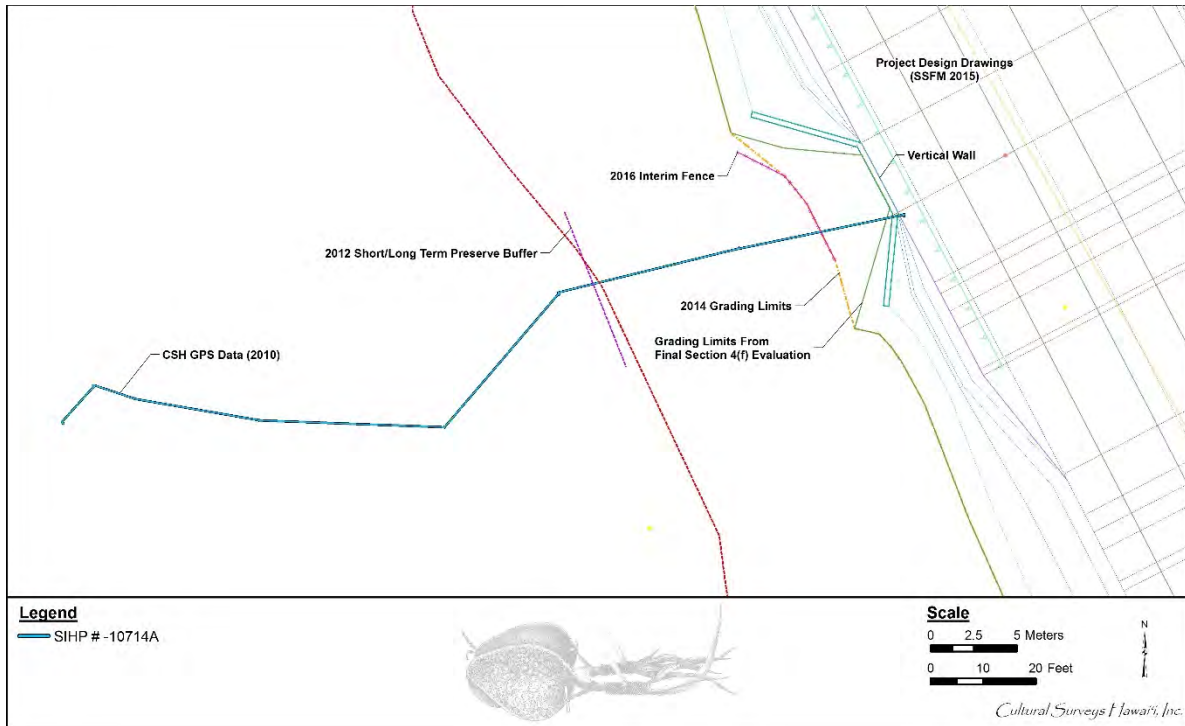 Project Design Drawings
(SSFM 2015)
Vertical Wall
2016 Interim Fence
2012 Short/Long Term Preserve Buffer
2014 Grading Limits
Grading Limits From
Final Section 4(f) Evaluation
CSH GPS Data (2010)
Legend
SIHP # -10714A
Scale
0 2.5 5 Meters
0 10 20 Feet
N
Cultural Surveys Hawai‘i, Inc.